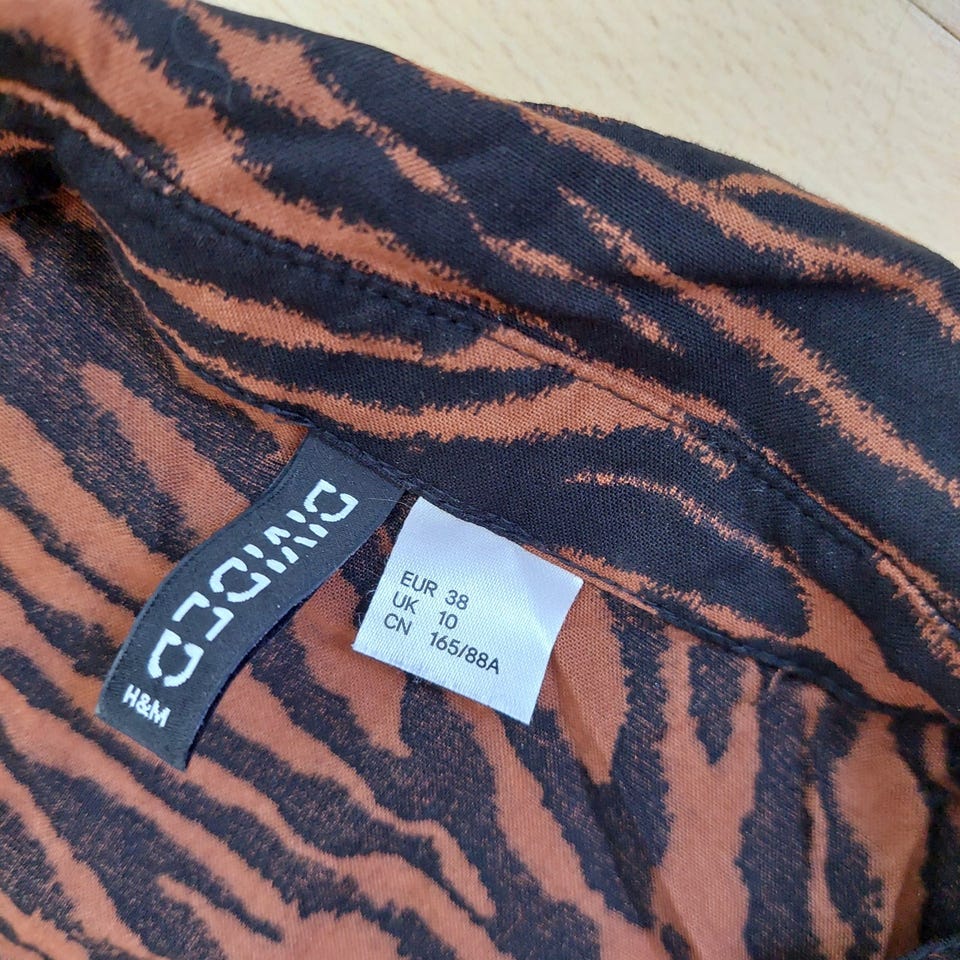 DIVIDED
H&M
EUR 38
UK 10
CN 165/88A